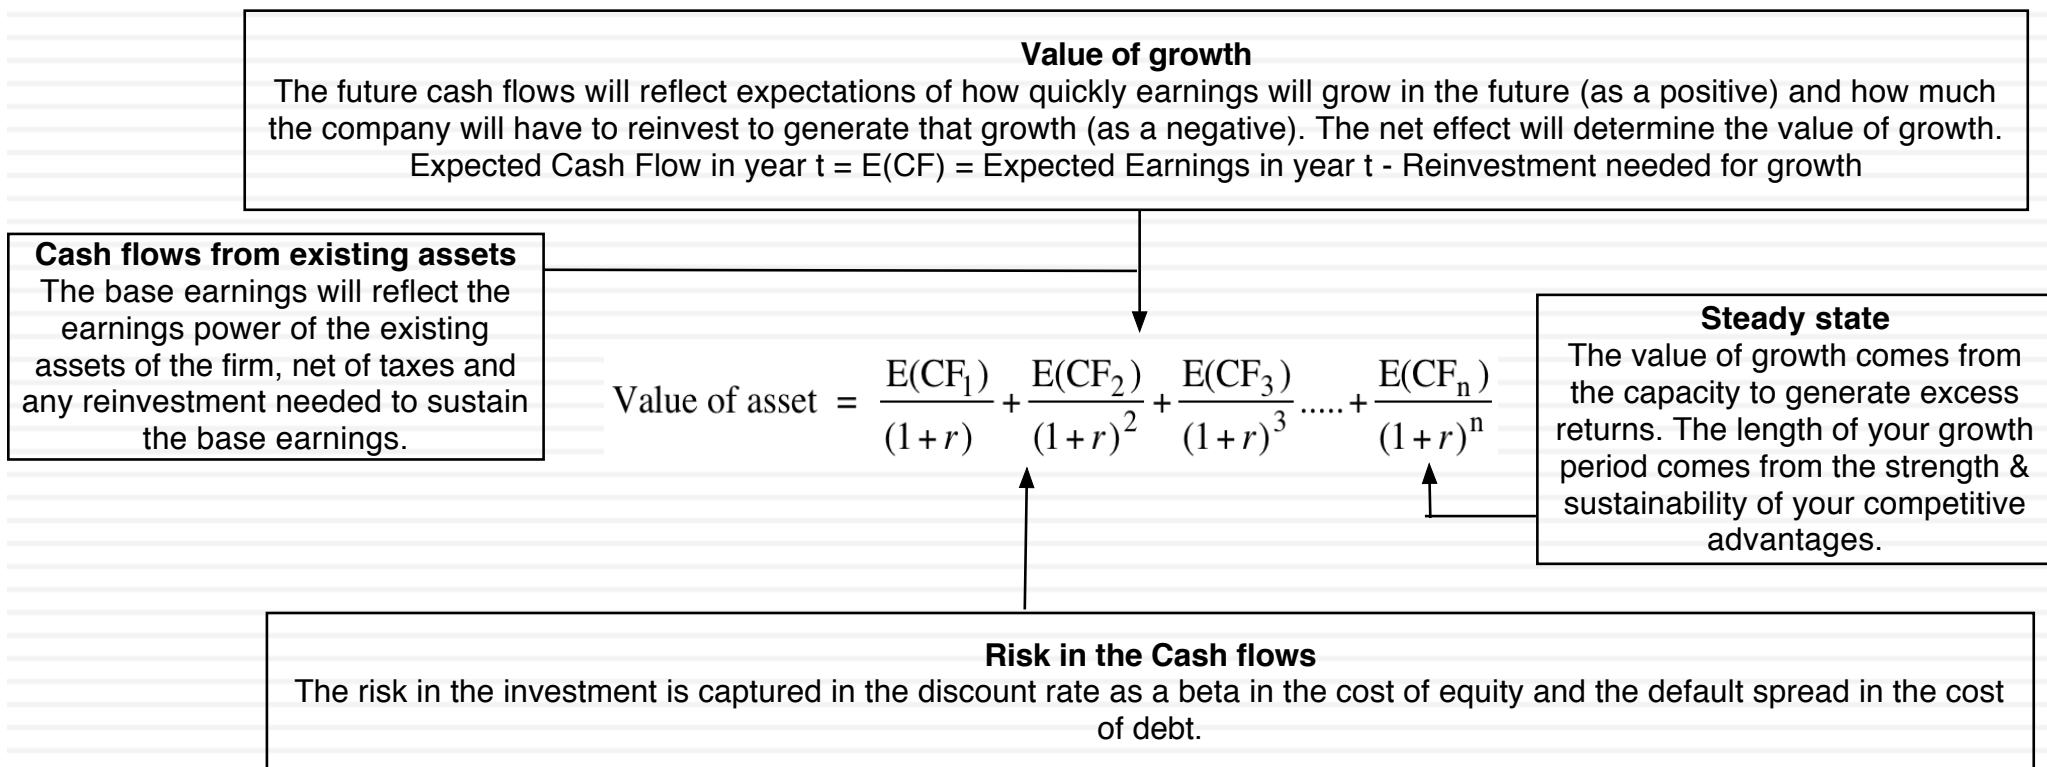 Value of growth
The future cash flows will reflect expectations of how quickly earnings will grow in the future (as a positive) and how much
the company will have to reinvest to generate that growth (as a negative). The net effect will determine the value of growth.
Expected Cash Flow in year t = E(CF) = Expected Earnings in year t - Reinvestment needed for growth
Cash flows from existing assets
The base earnings will reflect the
earnings power of the existing
assets of the firm, net of taxes and
any reinvestment needed to sustain
the base earnings.
Value of asset = E(CF₁)/(1+r) + E(CF₂)/(1+r)² + E(CF₃)/(1+r)³ ..... + E(CFₙ)/(1+r)ⁿ
Steady state
The value of growth comes from
the capacity to generate excess
returns. The length of your growth
period comes from the strength &
sustainability of your competitive
advantages.
Risk in the Cash flows
The risk in the investment is captured in the discount rate as a beta in the cost of equity and the default spread in the cost
of debt.